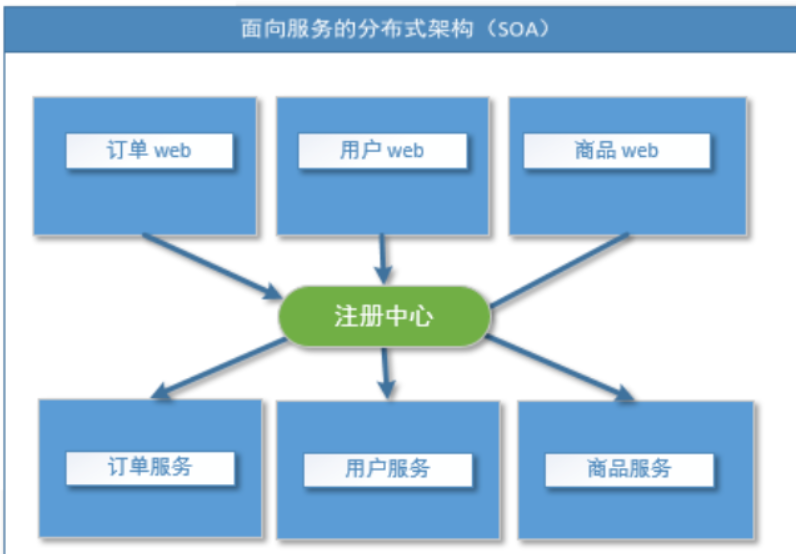 面向服务的分布式架构（SOA）
订单 web
用户 web
商品 web
注册中心
订单服务
用户服务
商品服务